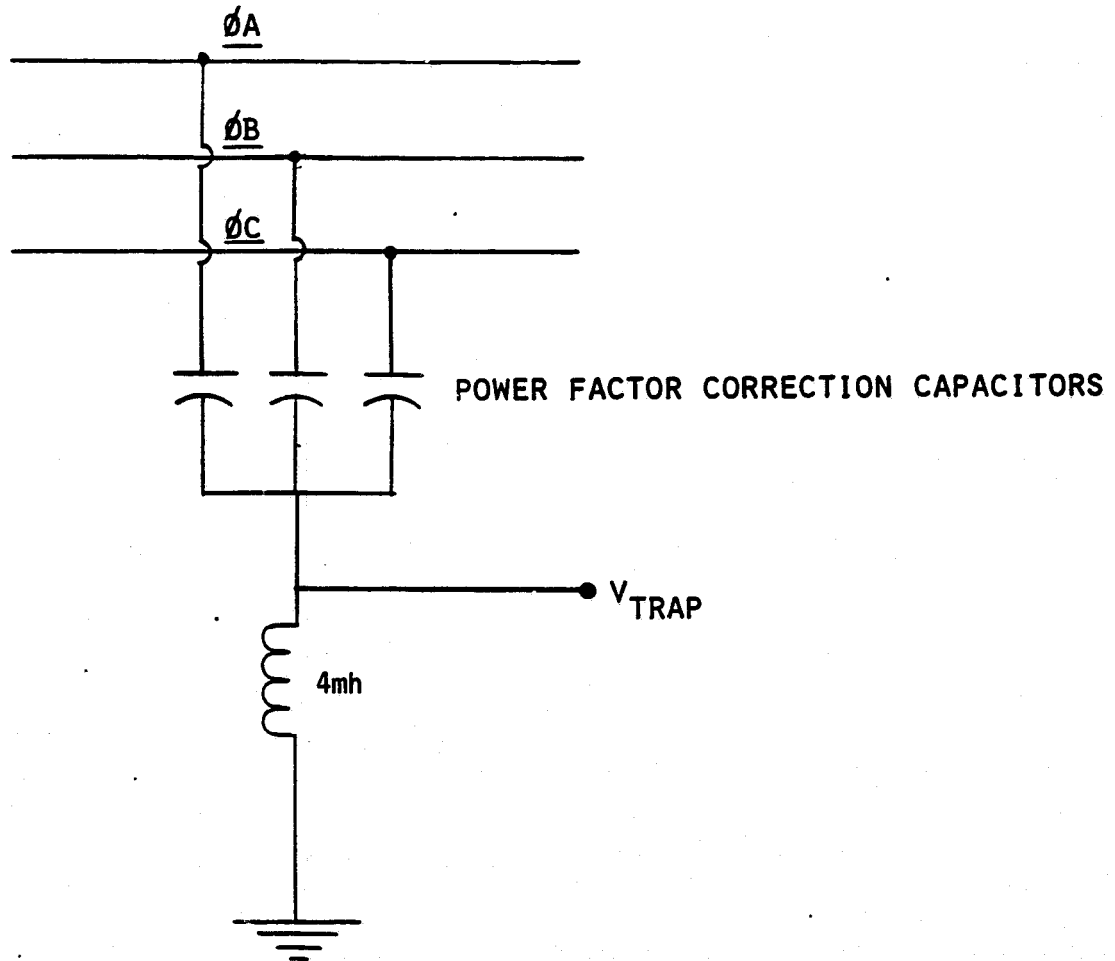 ØA
ØB
ØC
POWER FACTOR CORRECTION CAPACITORS
VTRAP
4mh